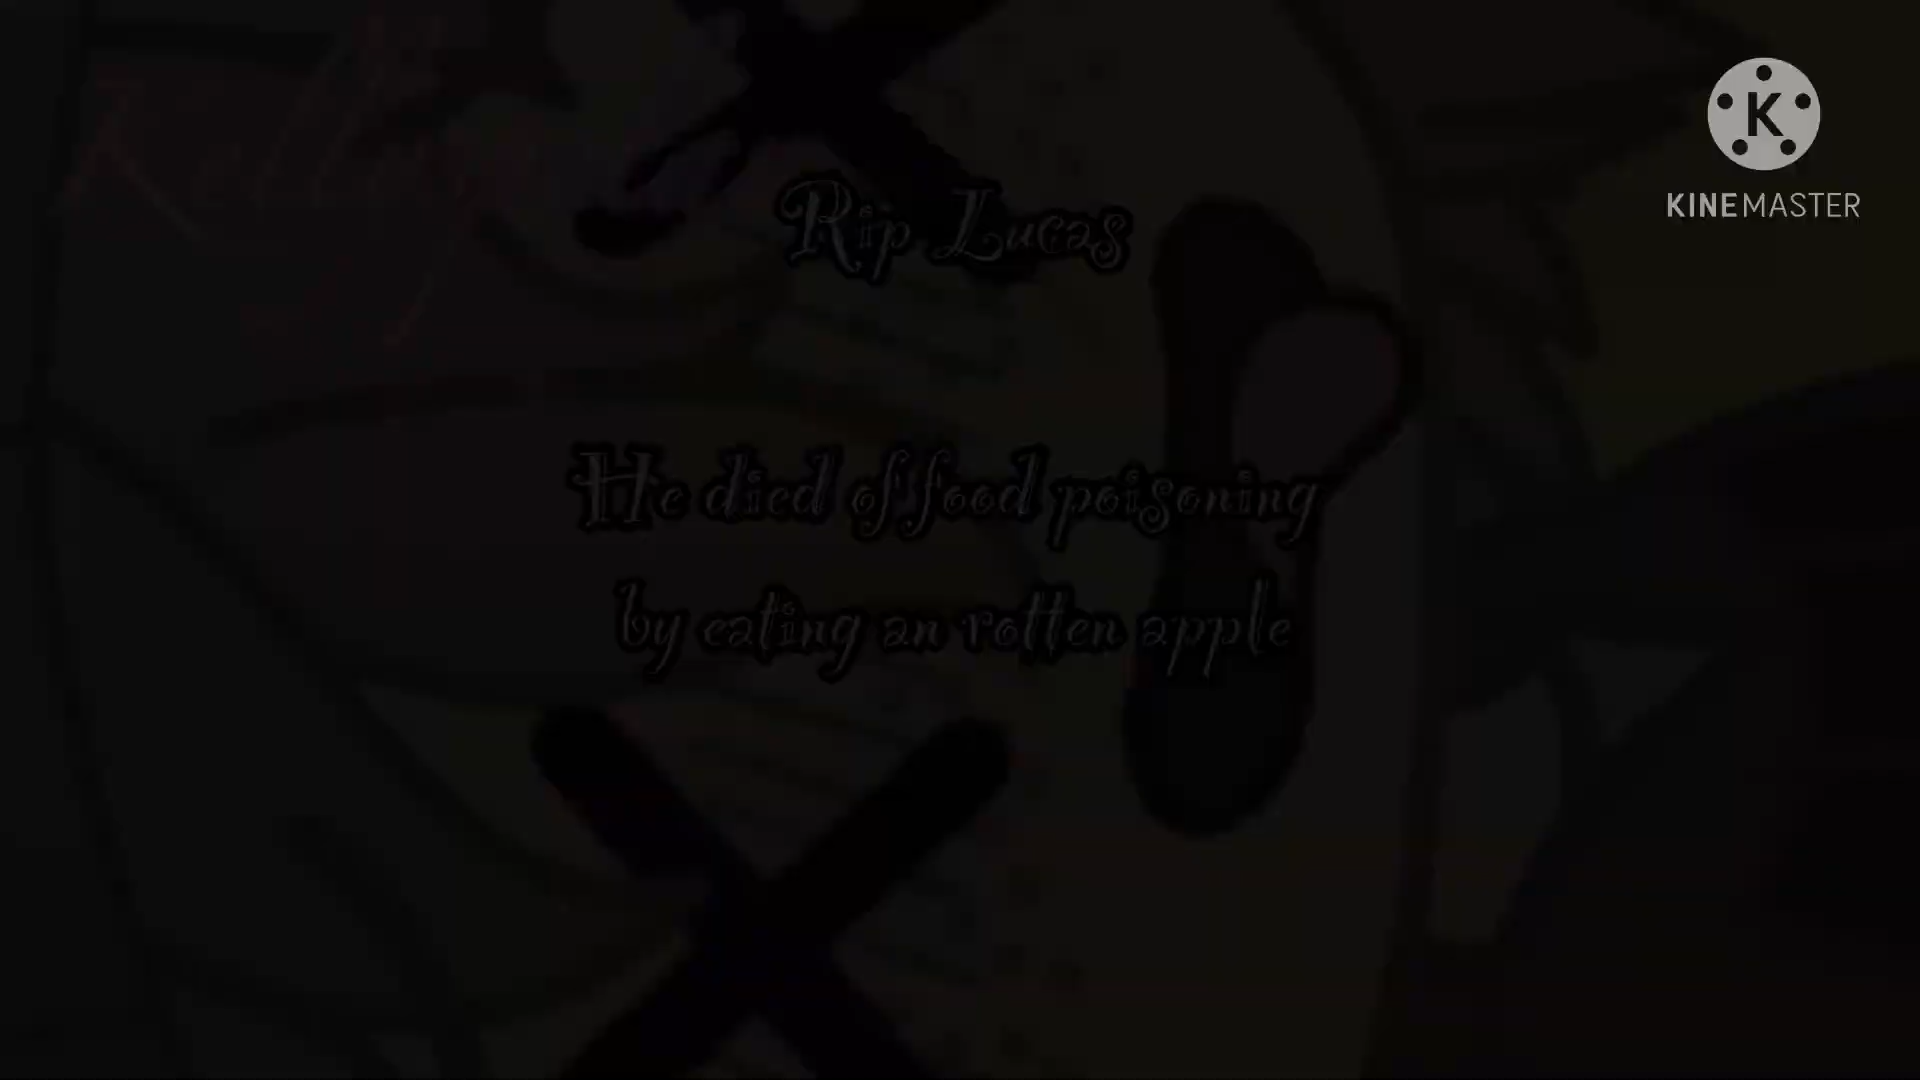 K
KINEMASTER
Rip Lucas
He died of food poisoning
by eating an rotten apple